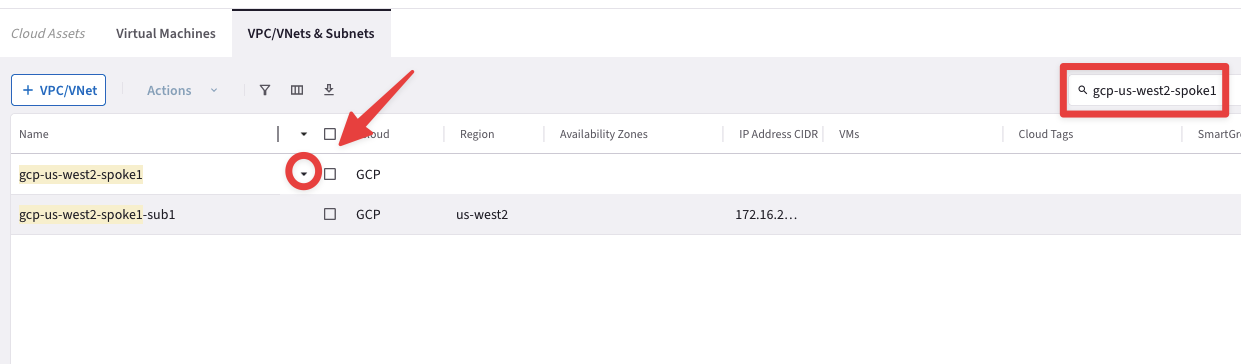 Cloud Assets Virtual Machines VPC/VNets & Subnets
+ VPC/VNet Actions gcp-us-west2-spoke1
Name Region Availability Zones IP Address CIDR VMs Cloud Tags SmartGr
gcp-us-west2-spoke1 GCP
gcp-us-west2-spoke1-sub1 GCP us-west2 172.16.2...